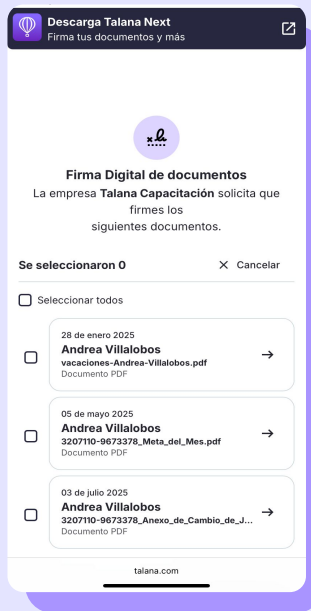 Descarga Talana Next
Firma tus documentos y más
Firma Digital de documentos
La empresa Talana Capacitación solicita que
firmes los
siguientes documentos.
Se seleccionaron 0
Cancelar
Seleccionar todos
28 de enero 2025
Andrea Villalobos
vacaciones-Andrea-Villalobos.pdf
Documento PDF
05 de mayo 2025
Andrea Villalobos
3207110-9673378_Meta_del_Mes.pdf
Documento PDF
03 de julio 2025
Andrea Villalobos
3207110-9673378_Anexo_de_Cambio_de_J...
Documento PDF
talana.com